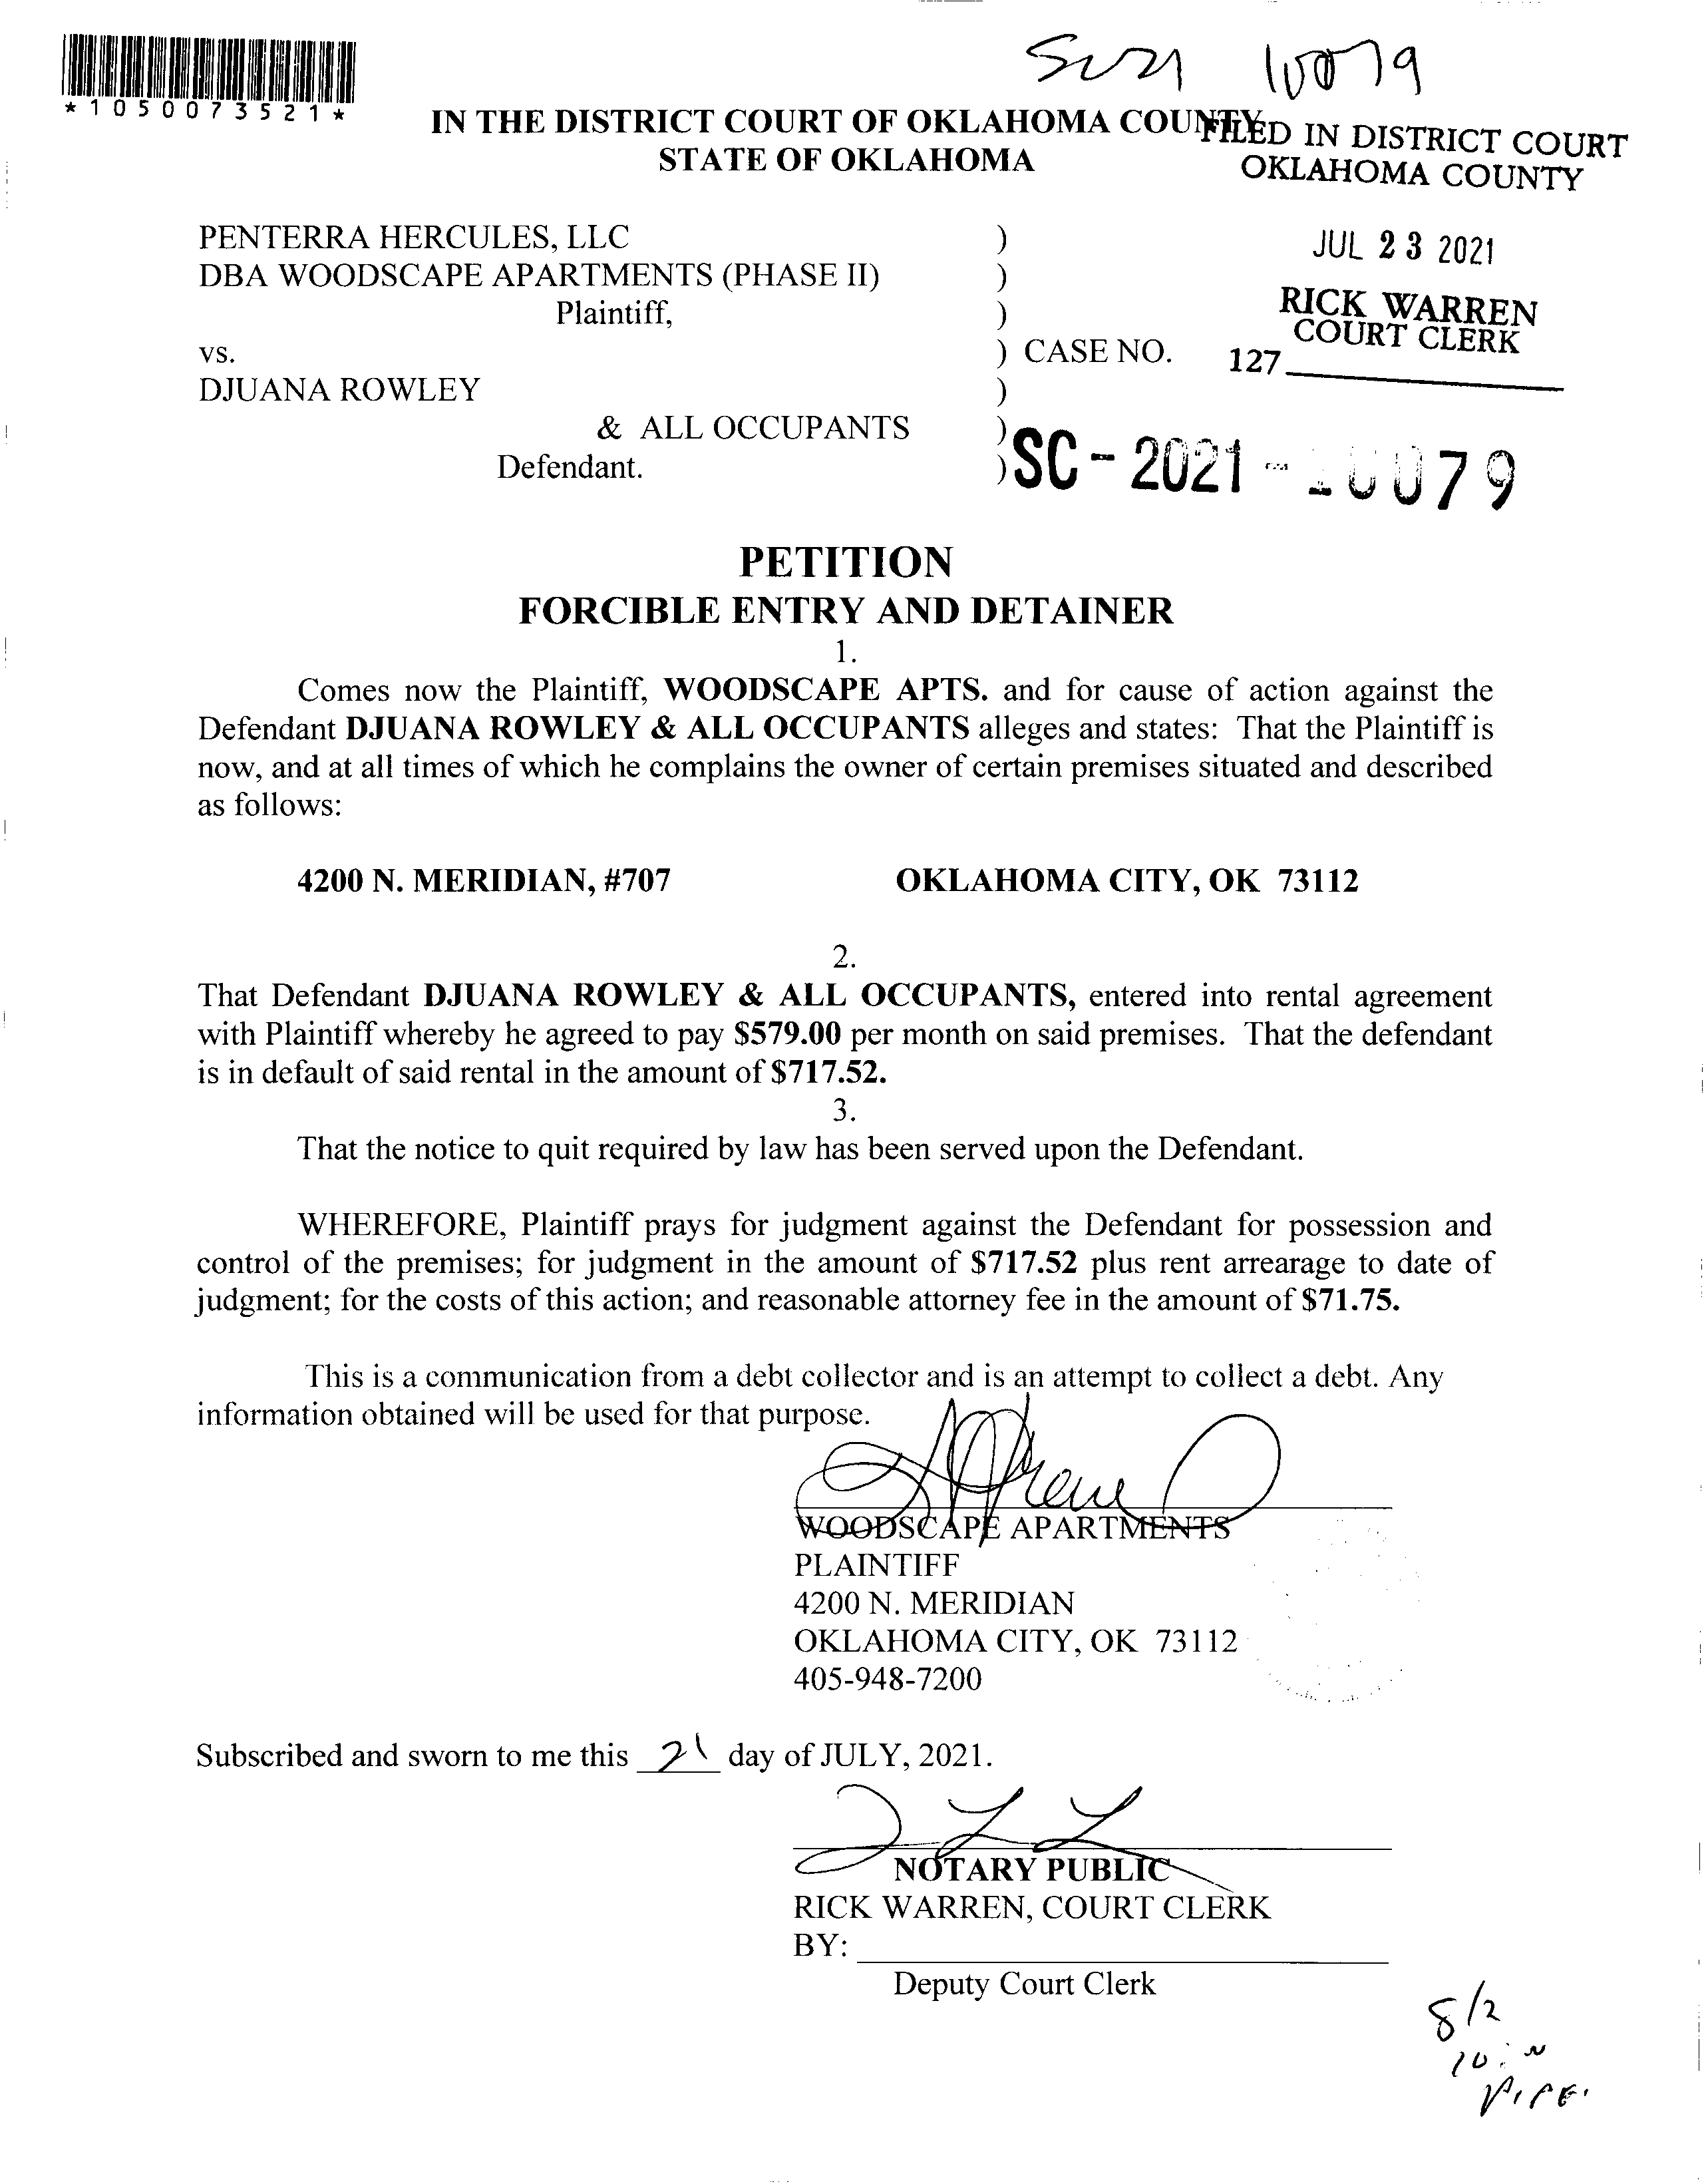 *1050073521*
SC21 10079
IN THE DISTRICT COURT OF OKLAHOMA COUNTY
STATE OF OKLAHOMA
FILED IN DISTRICT COURT
OKLAHOMA COUNTY
JUL 23 2021
RICK WARREN
COURT CLERK
127
PENTERRA HERCULES, LLC )
DBA WOODSCAPE APARTMENTS (PHASE II) )
Plaintiff, )
vs. ) CASE NO.
DJUANA ROWLEY )
& ALL OCCUPANTS )
Defendant. )
SC - 2021 - 10079
PETITION
FORCIBLE ENTRY AND DETAINER
1.
Comes now the Plaintiff, WOODSCAPE APTS. and for cause of action against the
Defendant DJUANA ROWLEY & ALL OCCUPANTS alleges and states: That the Plaintiff is
now, and at all times of which he complains the owner of certain premises situated and described
as follows:
4200 N. MERIDIAN, #707 OKLAHOMA CITY, OK 73112
2.
That Defendant DJUANA ROWLEY & ALL OCCUPANTS, entered into rental agreement
with Plaintiff whereby he agreed to pay $579.00 per month on said premises. That the defendant
is in default of said rental in the amount of $717.52.
3.
That the notice to quit required by law has been served upon the Defendant.
WHEREFORE, Plaintiff prays for judgment against the Defendant for possession and
control of the premises; for judgment in the amount of $717.52 plus rent arrearage to date of
judgment; for the costs of this action; and reasonable attorney fee in the amount of $71.75.
This is a communication from a debt collector and is an attempt to collect a debt. Any
information obtained will be used for that purpose.
WOODSCAPE APARTMENTS
PLAINTIFF
4200 N. MERIDIAN
OKLAHOMA CITY, OK 73112
405-948-7200
Subscribed and sworn to me this 21 day of JULY, 2021.
NOTARY PUBLIC
RICK WARREN, COURT CLERK
BY:
Deputy Court Clerk
8/2